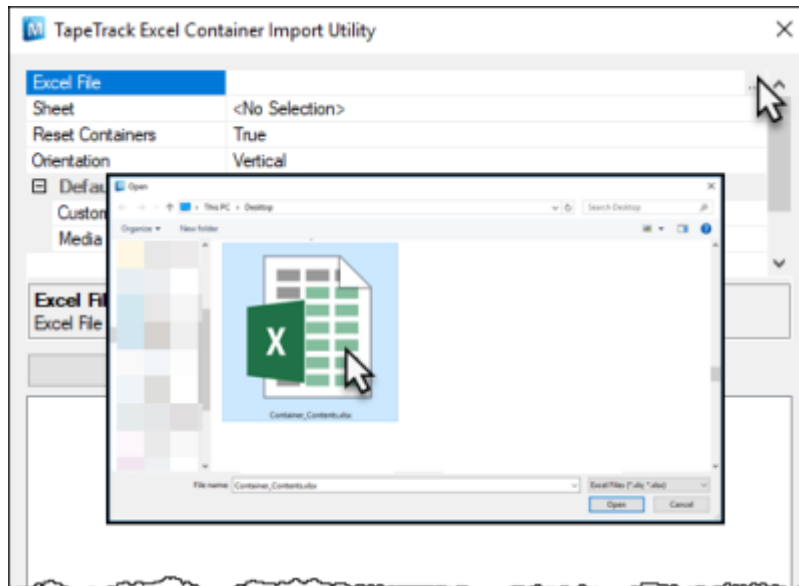 TapeTrack Excel Container Import Utility
Excel File
Sheet <No Selection>
Reset Containers True
Orientation Vertical
Defau
Custom
Media
Open
This PC › Desktop
Search Desktop
Organize New folder
Container_Contents.xlsx
File name: Container_Contents.xlsx
Excel Files (*.xls; *.xlsx)
Open Cancel
Excel Fil
Excel File